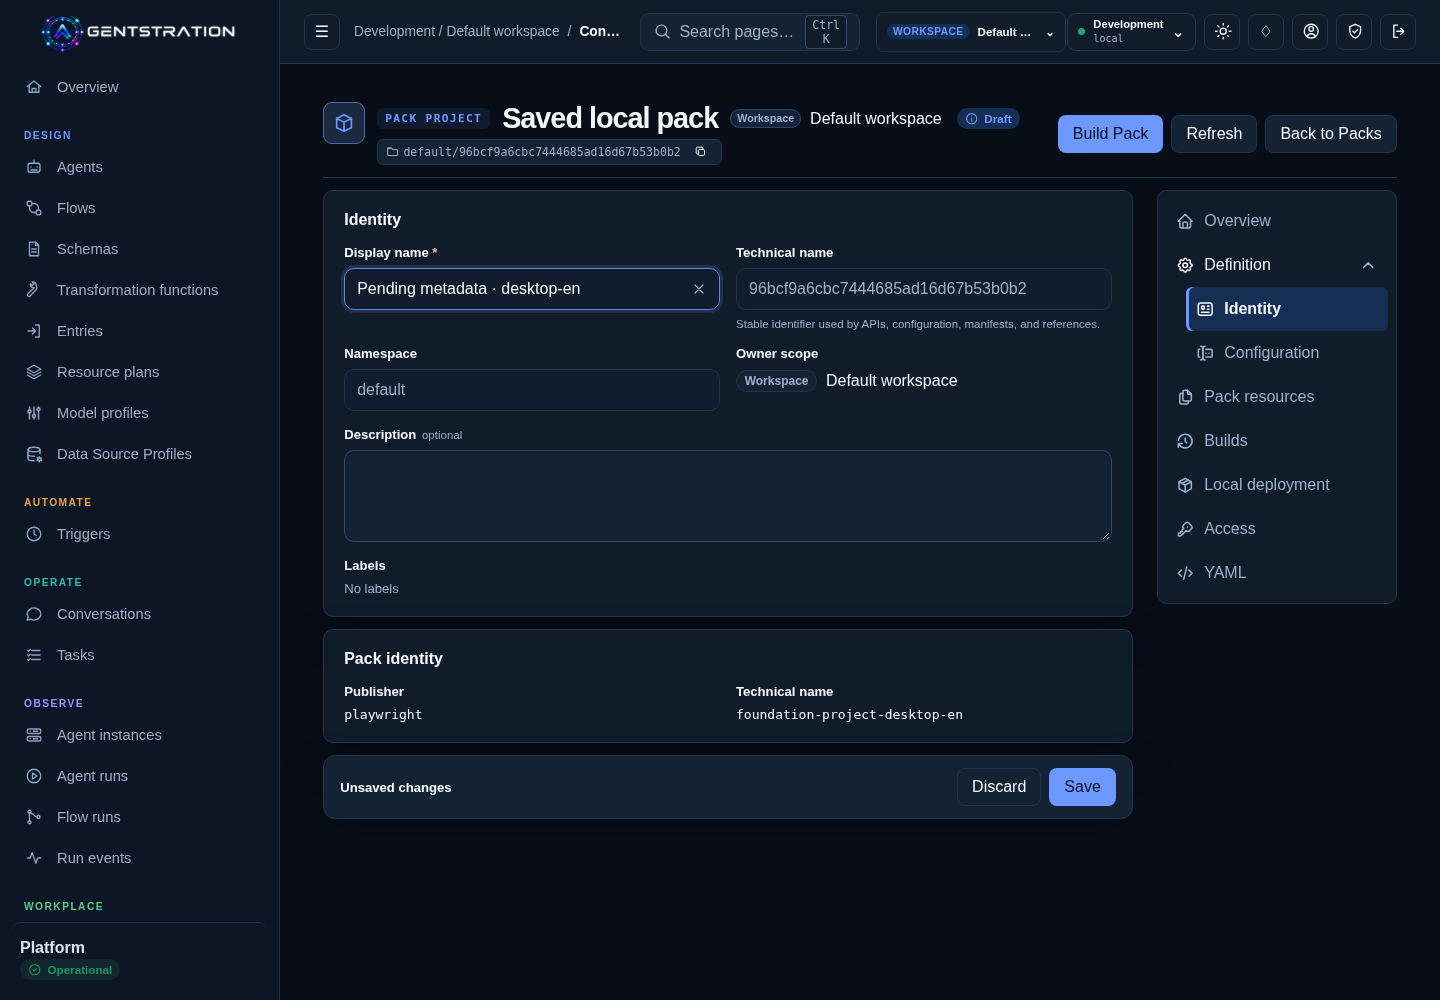 GENTSTRATION
☰
Development / Default workspace / Con…
Search pages…
Ctrl K
WORKSPACE Default …
Development
local
Overview
DESIGN
Agents
Flows
Schemas
Transformation functions
Entries
Resource plans
Model profiles
Data Source Profiles
AUTOMATE
Triggers
OPERATE
Conversations
Tasks
OBSERVE
Agent instances
Agent runs
Flow runs
Run events
WORKPLACE
Platform
Operational
PACK PROJECT Saved local pack Workspace Default workspace Draft
default/96bcf9a6cbc7444685ad16d67b53b0b2
Build Pack
Refresh
Back to Packs
Identity
Display name *
Pending metadata · desktop-en
Technical name
96bcf9a6cbc7444685ad16d67b53b0b2
Stable identifier used by APIs, configuration, manifests, and references.
Namespace
default
Owner scope
Workspace Default workspace
Description optional
Labels
No labels
Pack identity
Publisher
playwright
Technical name
foundation-project-desktop-en
Unsaved changes
Discard
Save
Overview
Definition
Identity
Configuration
Pack resources
Builds
Local deployment
Access
YAML